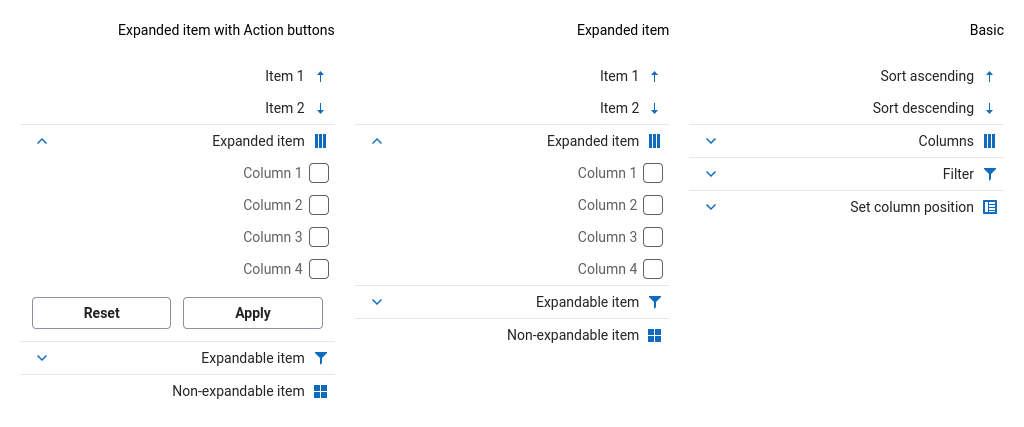 Expanded item with Action buttons
Item 1
Item 2
Expanded item
Column 1
Column 2
Column 3
Column 4
Reset
Apply
Expandable item
Non-expandable item
Expanded item
Item 1
Item 2
Expanded item
Column 1
Column 2
Column 3
Column 4
Expandable item
Non-expandable item
Basic
Sort ascending
Sort descending
Columns
Filter
Set column position